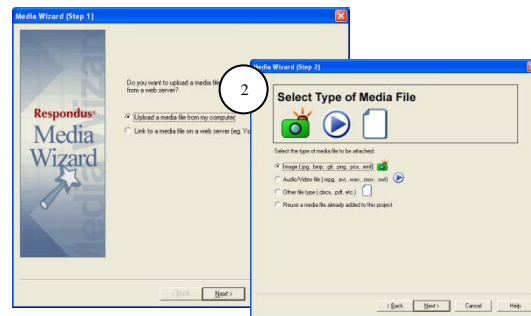 Media Wizard (Step 1)
Respondus
Media
Wizard
Do you want to upload a media file
from a web server?
Upload a media file from my computer
Link to a media file on a web server (eg. Yo
< Back
Next >
2
Media Wizard (Step 2)
Select Type of Media File
Select the type of media file to be attached:
Image (.jpg, .bmp, .gif, .png, .pcx, .emf)
Audio/Video file (.mpg, .avi, .wav, .mov, .swf)
Other file type (.docx, .pdf, etc.)
Reuse a media file already added to this project
< Back
Next >
Cancel
Help